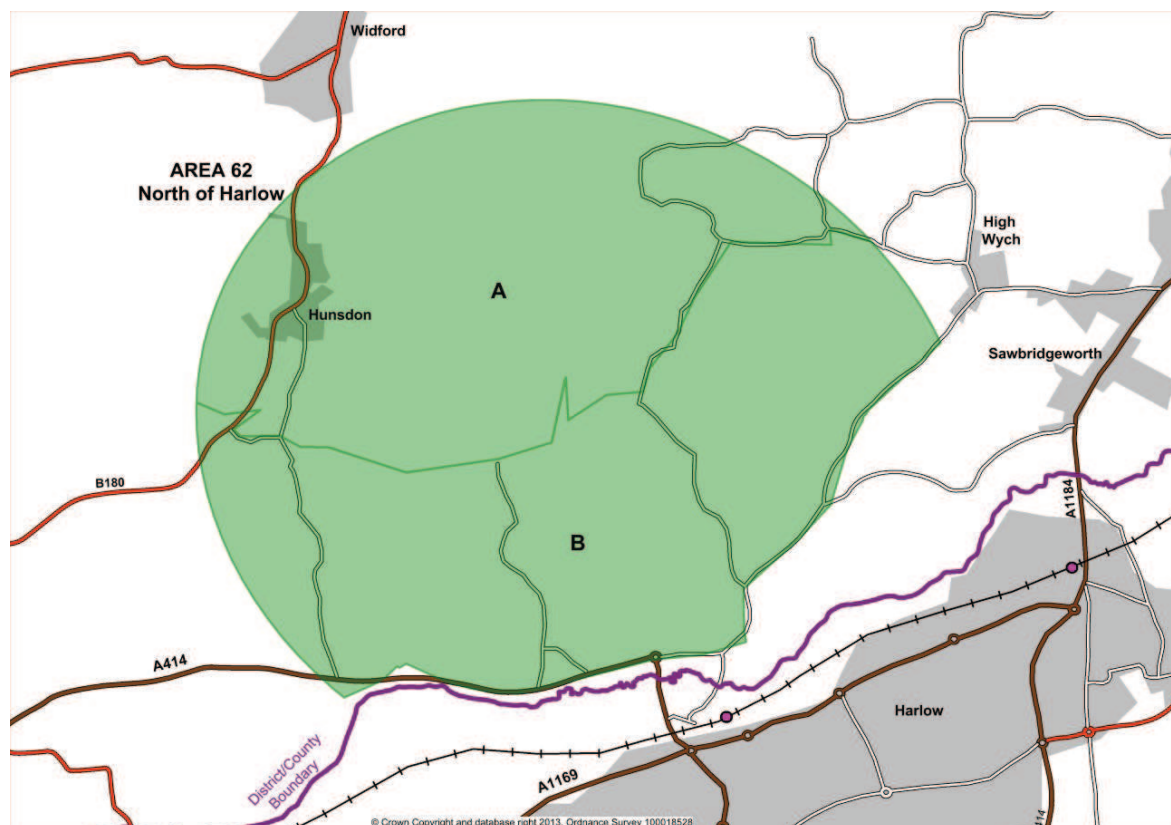 Widford
AREA 62
North of Harlow
High
Wych
A
Hunsdon
Sawbridgeworth
B180
A1184
B
A414
Harlow
District/County
Boundary
A1169
414
© Crown Copyright and database right 2013. Ordnance Survey 100018528